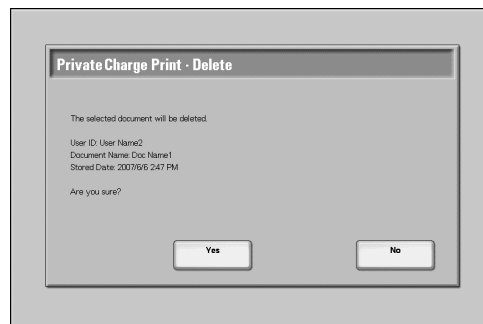 Private Charge Print - Delete
The selected document will be deleted.
User ID: User Name2
Document Name: Doc Name1
Stored Date: 2007/6/6 2:47 PM
Are you sure?
Yes
No